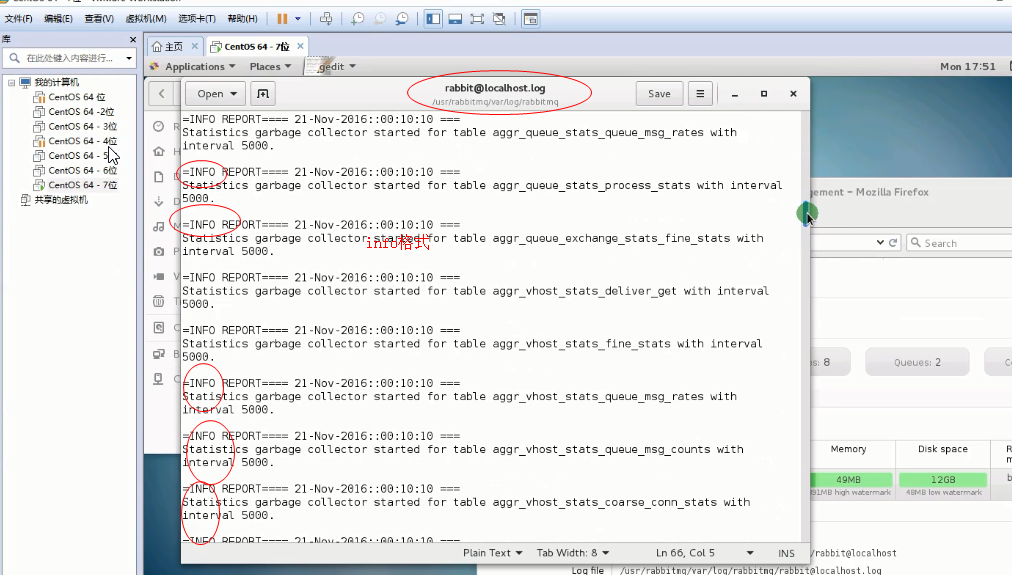 文件(F) 编辑(E) 查看(V) 虚拟机(M) 选项卡(T) 帮助(H)
库
在此处键入内容进行...
我的计算机
CentOS 64 位
CentOS 64 -2位
CentOS 64 - 3位
CentOS 64 - 4位
CentOS 64 - 5
CentOS 64 - 6位
CentOS 64 - 7位
共享的虚拟机
主页
CentOS 64 - 7位
Applications Places gedit Mon 17:51
Open
rabbit@localhost.log
/usr/rabbitmq/var/log/rabbitmq
Save
=INFO REPORT==== 21-Nov-2016::00:10:10 ===
Statistics garbage collector started for table aggr_queue_stats_queue_msg_rates with
interval 5000.
=INFO REPORT==== 21-Nov-2016::00:10:10 ===
Statistics garbage collector started for table aggr_queue_stats_process_stats with interval
5000.
=INFO REPORT==== 21-Nov-2016::00:10:10 ===
Statistics garbage collector started for table aggr_queue_exchange_stats_fine_stats with
interval 5000.
info格式
=INFO REPORT==== 21-Nov-2016::00:10:10 ===
Statistics garbage collector started for table aggr_vhost_stats_deliver_get with interval
5000.
=INFO REPORT==== 21-Nov-2016::00:10:10 ===
Statistics garbage collector started for table aggr_vhost_stats_fine_stats with interval
5000.
=INFO REPORT==== 21-Nov-2016::00:10:10 ===
Statistics garbage collector started for table aggr_vhost_stats_queue_msg_rates with
interval 5000.
=INFO REPORT==== 21-Nov-2016::00:10:10 ===
Statistics garbage collector started for table aggr_vhost_stats_queue_msg_counts with
interval 5000.
=INFO REPORT==== 21-Nov-2016::00:10:10 ===
Statistics garbage collector started for table aggr_vhost_stats_coarse_conn_stats with
interval 5000.
=INFO REPORT==== 21-Nov-2016::00:10:10 ===
Plain Text Tab Width: 8 Ln 66, Col 5 INS
gement – Mozilla Firefox
Search
s: 8
Queues: 2
Memory
Disk space
49MB
12GB
391MB high watermark
48MB low watermark
/rabbit@localhost
Log file /usr/rabbitmq/var/log/rabbitmq/rabbit@localhost.log